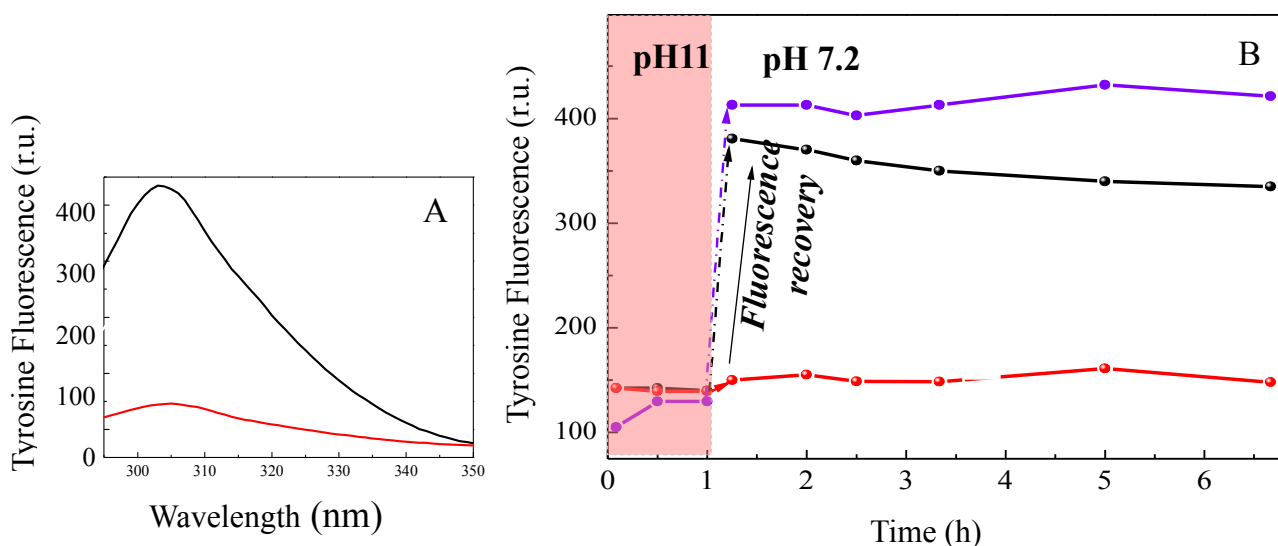 Tyrosine Fluorescence (r.u.)
400
300
200
100
0
A
300
310
320
330
340
350
Wavelength (nm)
Tyrosine Fluorescence (r.u.)
400
300
200
100
pH11
pH 7.2
B
Fluorescence
recovery
0
1
2
3
4
5
6
Time (h)